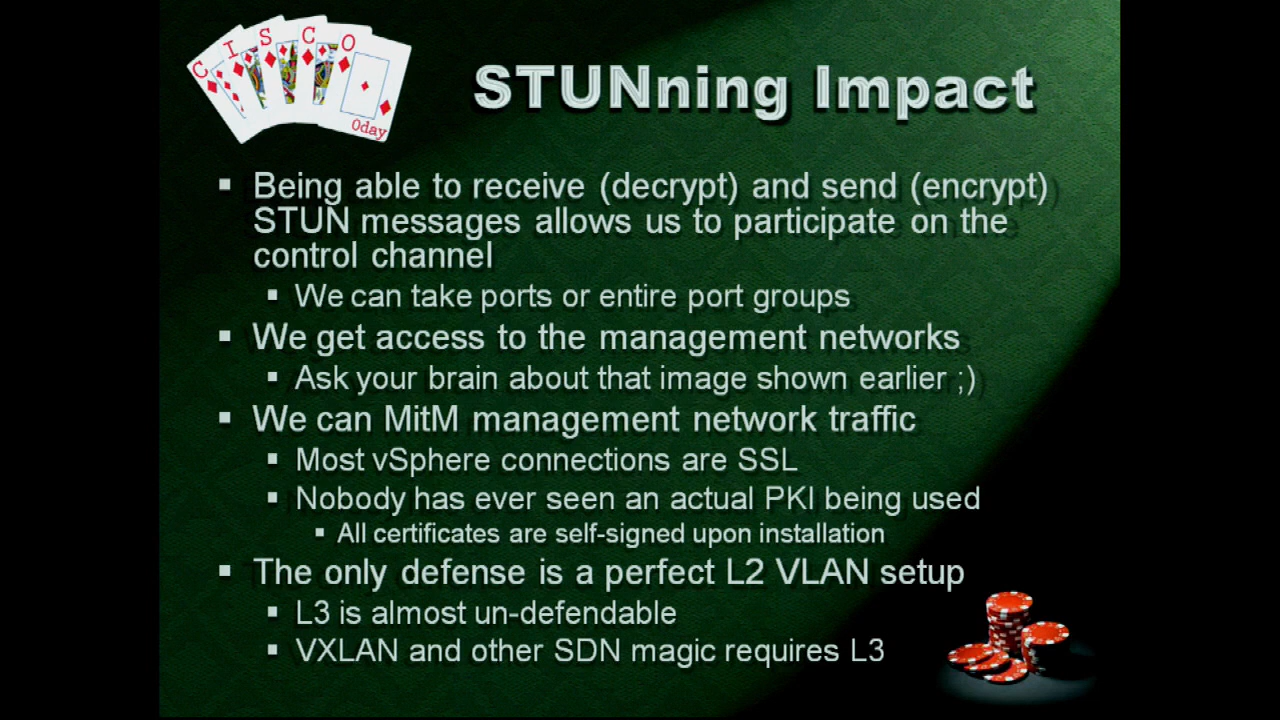 C I S C O
0day
STUNning Impact
▪ Being able to receive (decrypt) and send (encrypt)
STUN messages allows us to participate on the
control channel
▪ We can take ports or entire port groups
▪ We get access to the management networks
▪ Ask your brain about that image shown earlier ;)
▪ We can MitM management network traffic
▪ Most vSphere connections are SSL
▪ Nobody has ever seen an actual PKI being used
▪ All certificates are self-signed upon installation
▪ The only defense is a perfect L2 VLAN setup
▪ L3 is almost un-defendable
▪ VXLAN and other SDN magic requires L3